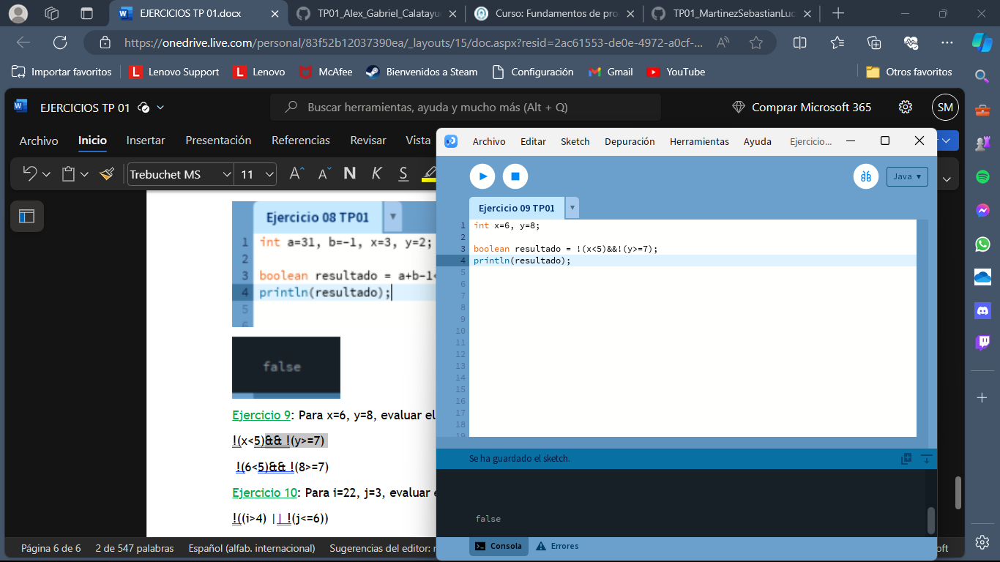 EJERCICIOS TP 01.docx
TP01_Alex_Gabriel_Calatayu
Curso: Fundamentos de pro
TP01_MartinezSebastianLuc
https://onedrive.live.com/personal/83f52b12037390ea/_layouts/15/doc.aspx?resid=2ac61553-de0e-4972-a0cf-...
Importar favoritos
Lenovo Support
Lenovo
McAfee
Bienvenidos a Steam
Configuración
Gmail
YouTube
Otros favoritos
EJERCICIOS TP 01
Buscar herramientas, ayuda y mucho más (Alt + Q)
Comprar Microsoft 365
SM
Archivo Inicio Insertar Presentación Referencias Revisar Vista
Trebuchet MS 11 N K S
Ejercicio 08 TP01
1 int a=31, b=-1, x=3, y=2;
2
3 boolean resultado = a+b-1<
4 println(resultado);
5
6
false
Ejercicio 9: Para x=6, y=8, evaluar el
!(x<5)&& !(y>=7)
!(6<5)&& !(8>=7)
Ejercicio 10: Para i=22, j=3, evaluar e
!((i>4) || !(j<=6))
Página 6 de 6 2 de 547 palabras Español (alfab. internacional) Sugerencias del editor:
Archivo Editar Sketch Depuración Herramientas Ayuda Ejercicio...
Java ▾
Ejercicio 09 TP01
1 int x=6, y=8;
2
3 boolean resultado = !(x<5)&&!(y>=7);
4 println(resultado);
5
6
7
8
9
10
11
12
13
14
15
16
17
18
19
Se ha guardado el sketch.
false
Consola
Errores